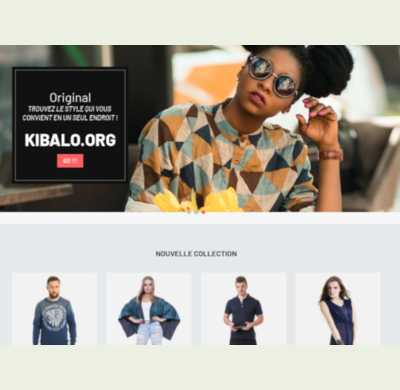 Original
TROUVEZ LE STYLE QUI VOUS
CONVIENT EN UN SEUL ENDROIT !
KIBALO.ORG
GO !!!
NOUVELLE COLLECTION